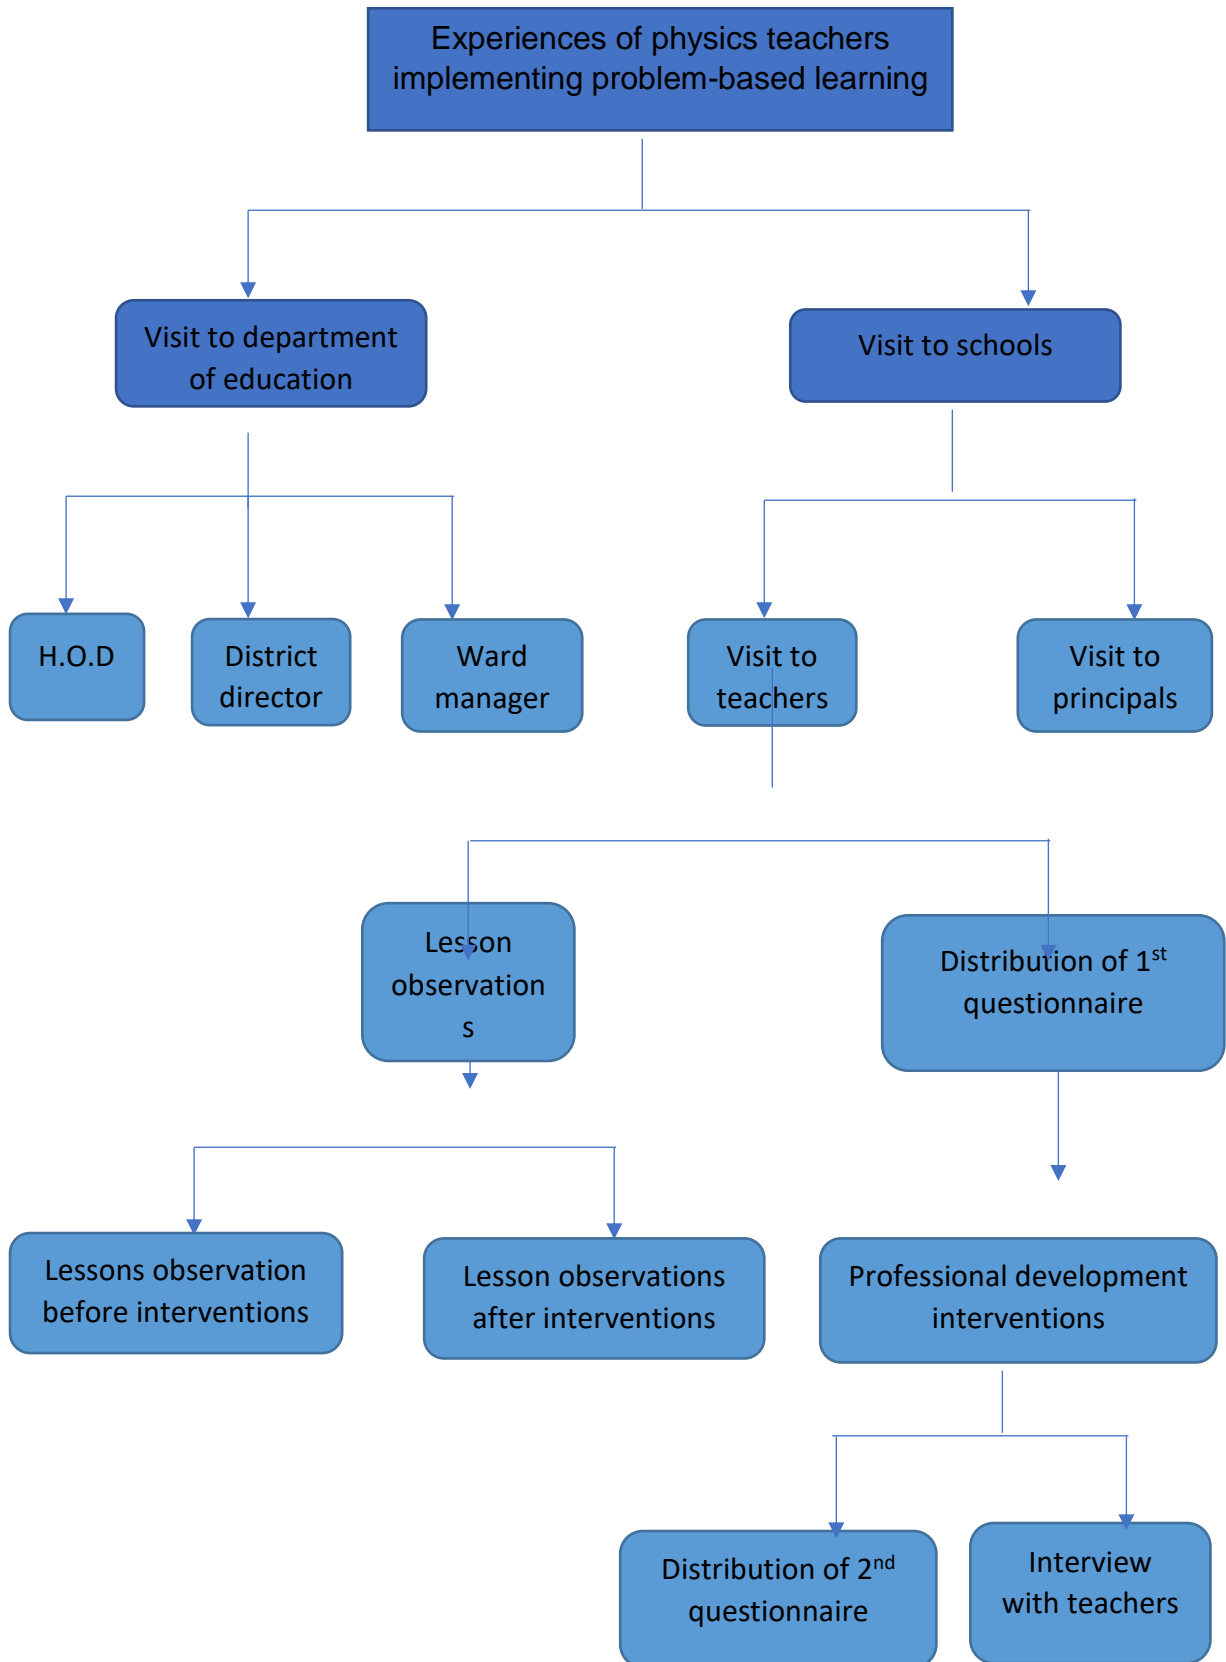 Experiences of physics teachers
implementing problem-based learning
Visit to department
of education
Visit to schools
H.O.D
District
director
Ward
manager
Visit to
teachers
Visit to
principals
Lesson
observation
s
Distribution of 1st
questionnaire
Lessons observation
before interventions
Lesson observations
after interventions
Professional development
interventions
Distribution of 2nd
questionnaire
Interview
with teachers